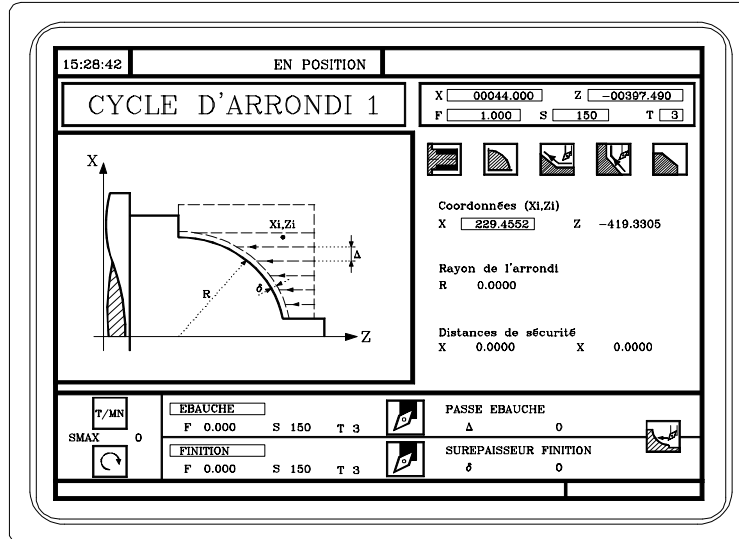 15:28:42 EN POSITION
CYCLE D'ARRONDI 1
X 00044.000 Z -00397.490
F 1.000 S 150 T 3
X
Xi,Zi
Δ
R
δ
Z
Coordonnées (Xi,Zi)
X 229.4552 Z -419.3305
Rayon de l'arrondi
R 0.0000
Distances de sécurité
X 0.0000 X 0.0000
T/MN
SMAX 0
EBAUCHE
F 0.000 S 150 T 3
PASSE EBAUCHE
Δ 0
FINITION
F 0.000 S 150 T 3
SUREPAISSEUR FINITION
δ 0